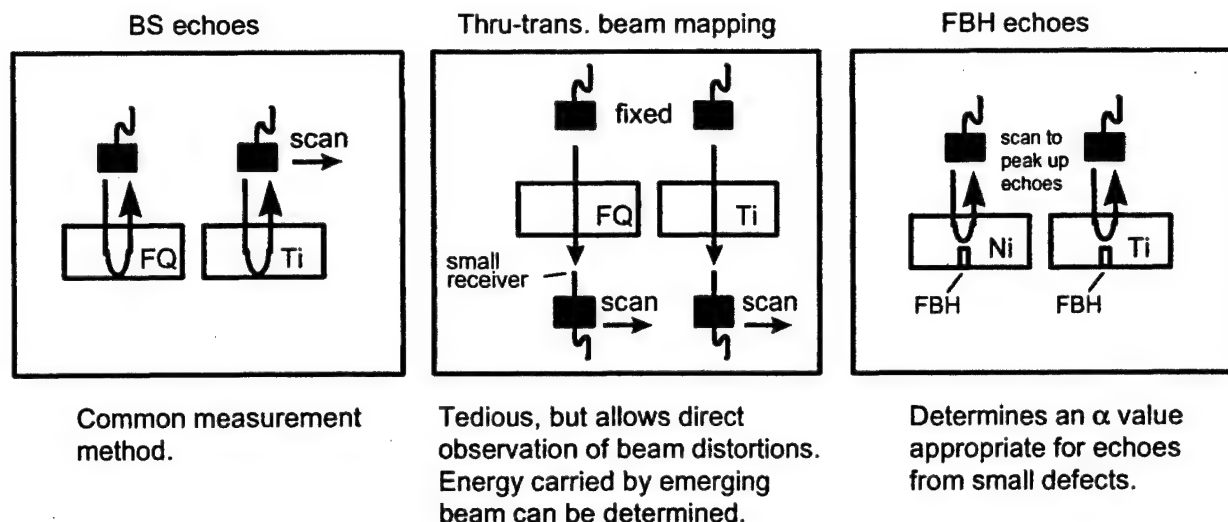 BS echoes
scan
FQ
Ti
Common measurement
method.
Thru-trans. beam mapping
fixed
FQ
Ti
small
receiver
scan
scan
Tedious, but allows direct
observation of beam distortions.
Energy carried by emerging
beam can be determined.
FBH echoes
scan to
peak up
echoes
Ni
Ti
FBH
FBH
Determines an α value
appropriate for echoes
from small defects.